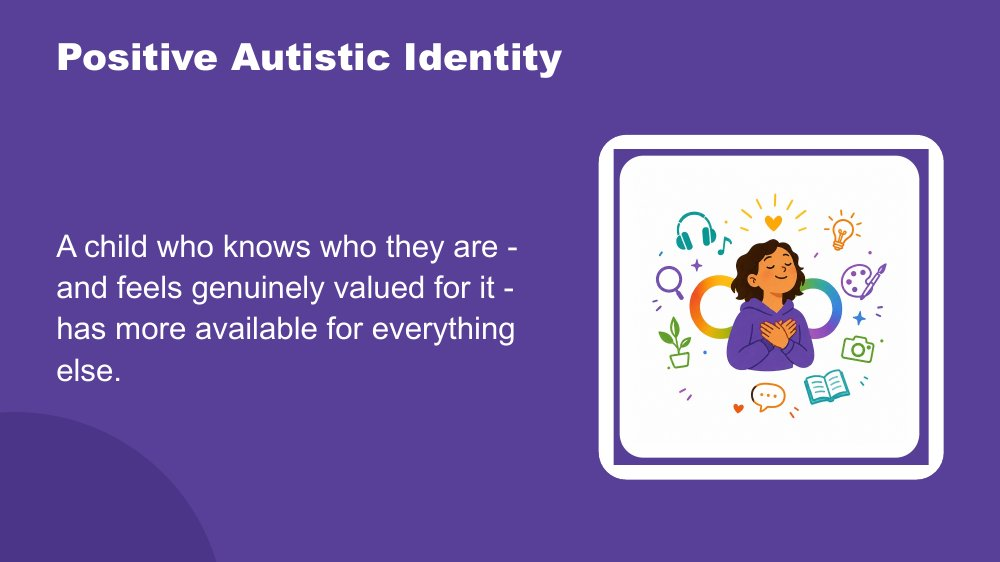 Positive Autistic Identity
A child who knows who they are -
and feels genuinely valued for it -
has more available for everything
else.